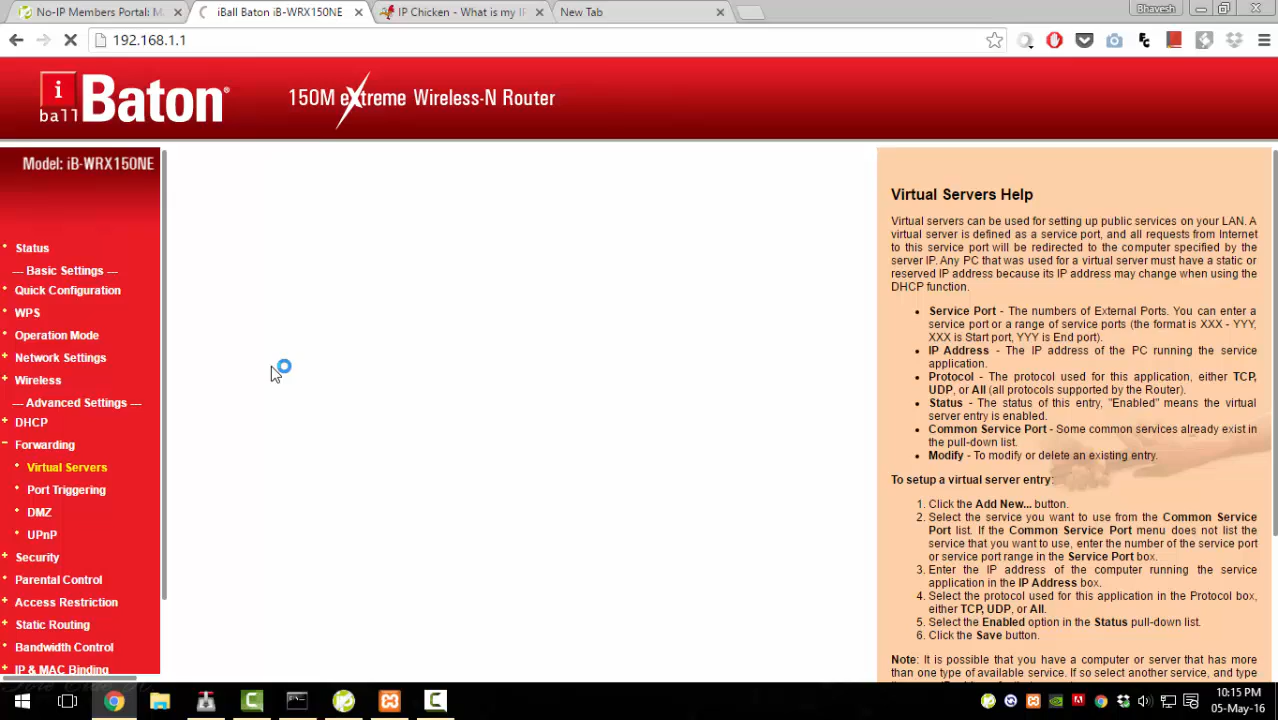 No-IP Members Portal: M
iBall Baton iB-WRX150NE
IP Chicken - What is my IP
New Tab
Bhavesh
192.168.1.1
i
ball Baton®
150M eXtreme Wireless-N Router
Model: iB-WRX150NE
Status
--- Basic Settings ---
Quick Configuration
WPS
Operation Mode
Network Settings
Wireless
--- Advanced Settings ---
DHCP
Forwarding
Virtual Servers
Port Triggering
DMZ
UPnP
Security
Parental Control
Access Restriction
Static Routing
Bandwidth Control
IP & MAC Binding
Virtual Servers Help
Virtual servers can be used for setting up public services on your LAN. A
virtual server is defined as a service port, and all requests from Internet
to this service port will be redirected to the computer specified by the
server IP. Any PC that was used for a virtual server must have a static or
reserved IP address because its IP address may change when using the
DHCP function.
• Service Port - The numbers of External Ports. You can enter a
service port or a range of service ports (the format is XXX - YYY,
XXX is Start port, YYY is End port).
• IP Address - The IP address of the PC running the service
application.
• Protocol - The protocol used for this application, either TCP,
UDP, or All (all protocols supported by the Router).
• Status - The status of this entry, "Enabled" means the virtual
server entry is enabled.
• Common Service Port - Some common services already exist in
the pull-down list.
• Modify - To modify or delete an existing entry.
To setup a virtual server entry:
1. Click the Add New... button.
2. Select the service you want to use from the Common Service
Port list. If the Common Service Port menu does not list the
service that you want to use, enter the number of the service port
or service port range in the Service Port box.
3. Enter the IP address of the computer running the service
application in the IP Address box.
4. Select the protocol used for this application in the Protocol box,
either TCP, UDP, or All.
5. Select the Enabled option in the Status pull-down list.
6. Click the Save button.
Note: It is possible that you have a computer or server that has more
than one type of available service. If so select another service, and type
10:15 PM
05-May-16